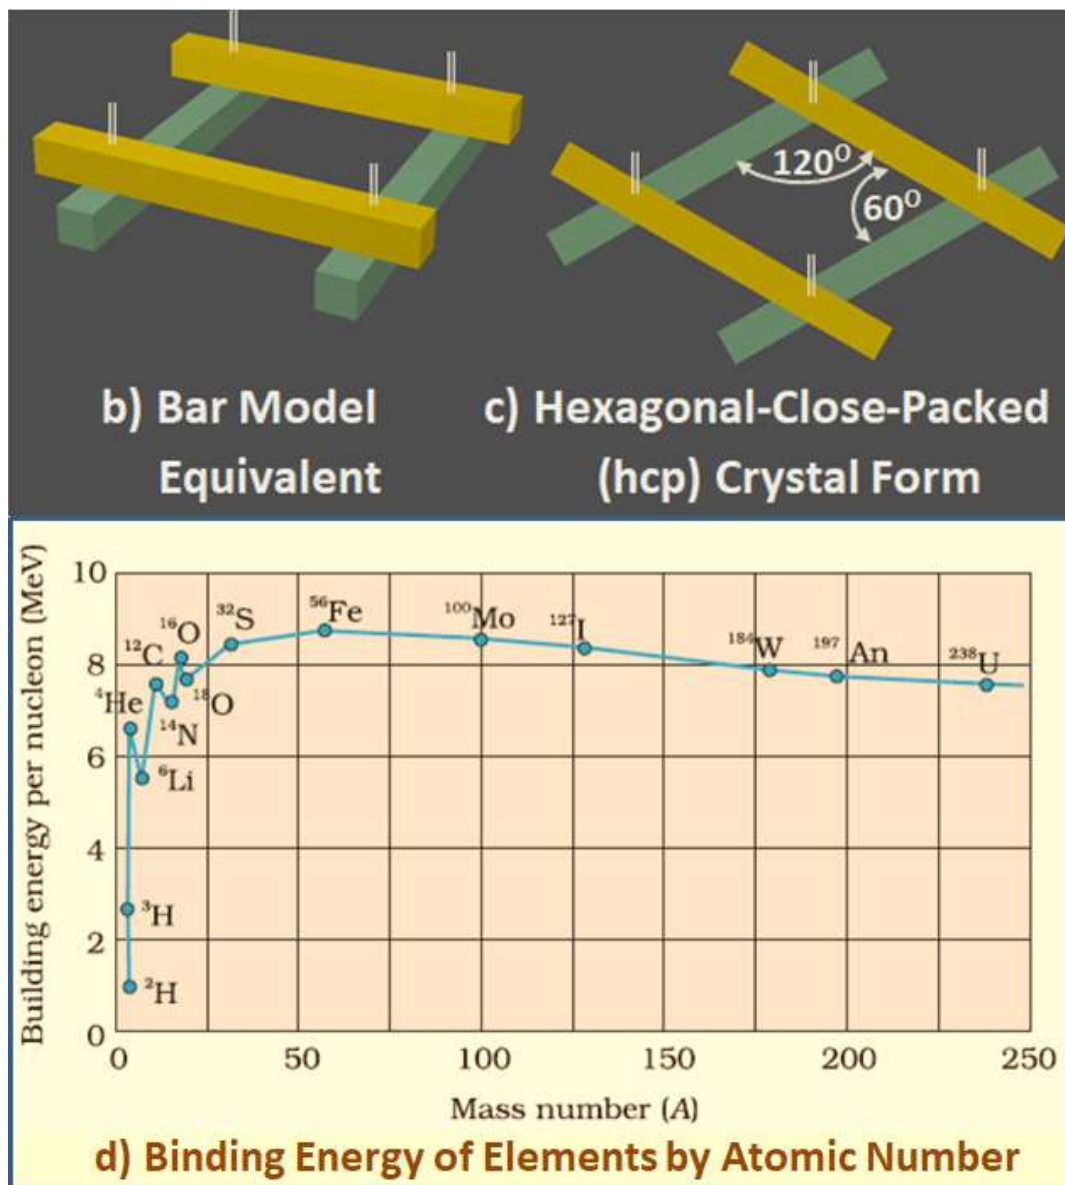 120⁰
60⁰
b) Bar Model
Equivalent
c) Hexagonal-Close-Packed
(hcp) Crystal Form
Building energy per nucleon (MeV)
10
8
6
4
2
0
⁴He
¹²C
¹⁶O
³²S
⁵⁶Fe
¹⁰⁰Mo
¹²⁷I
¹⁸⁴W
¹⁹⁷ An
²³⁸U
¹⁸O
¹⁴N
⁶Li
³H
²H
0 50 100 150 200 250
Mass number (A)
d) Binding Energy of Elements by Atomic Number